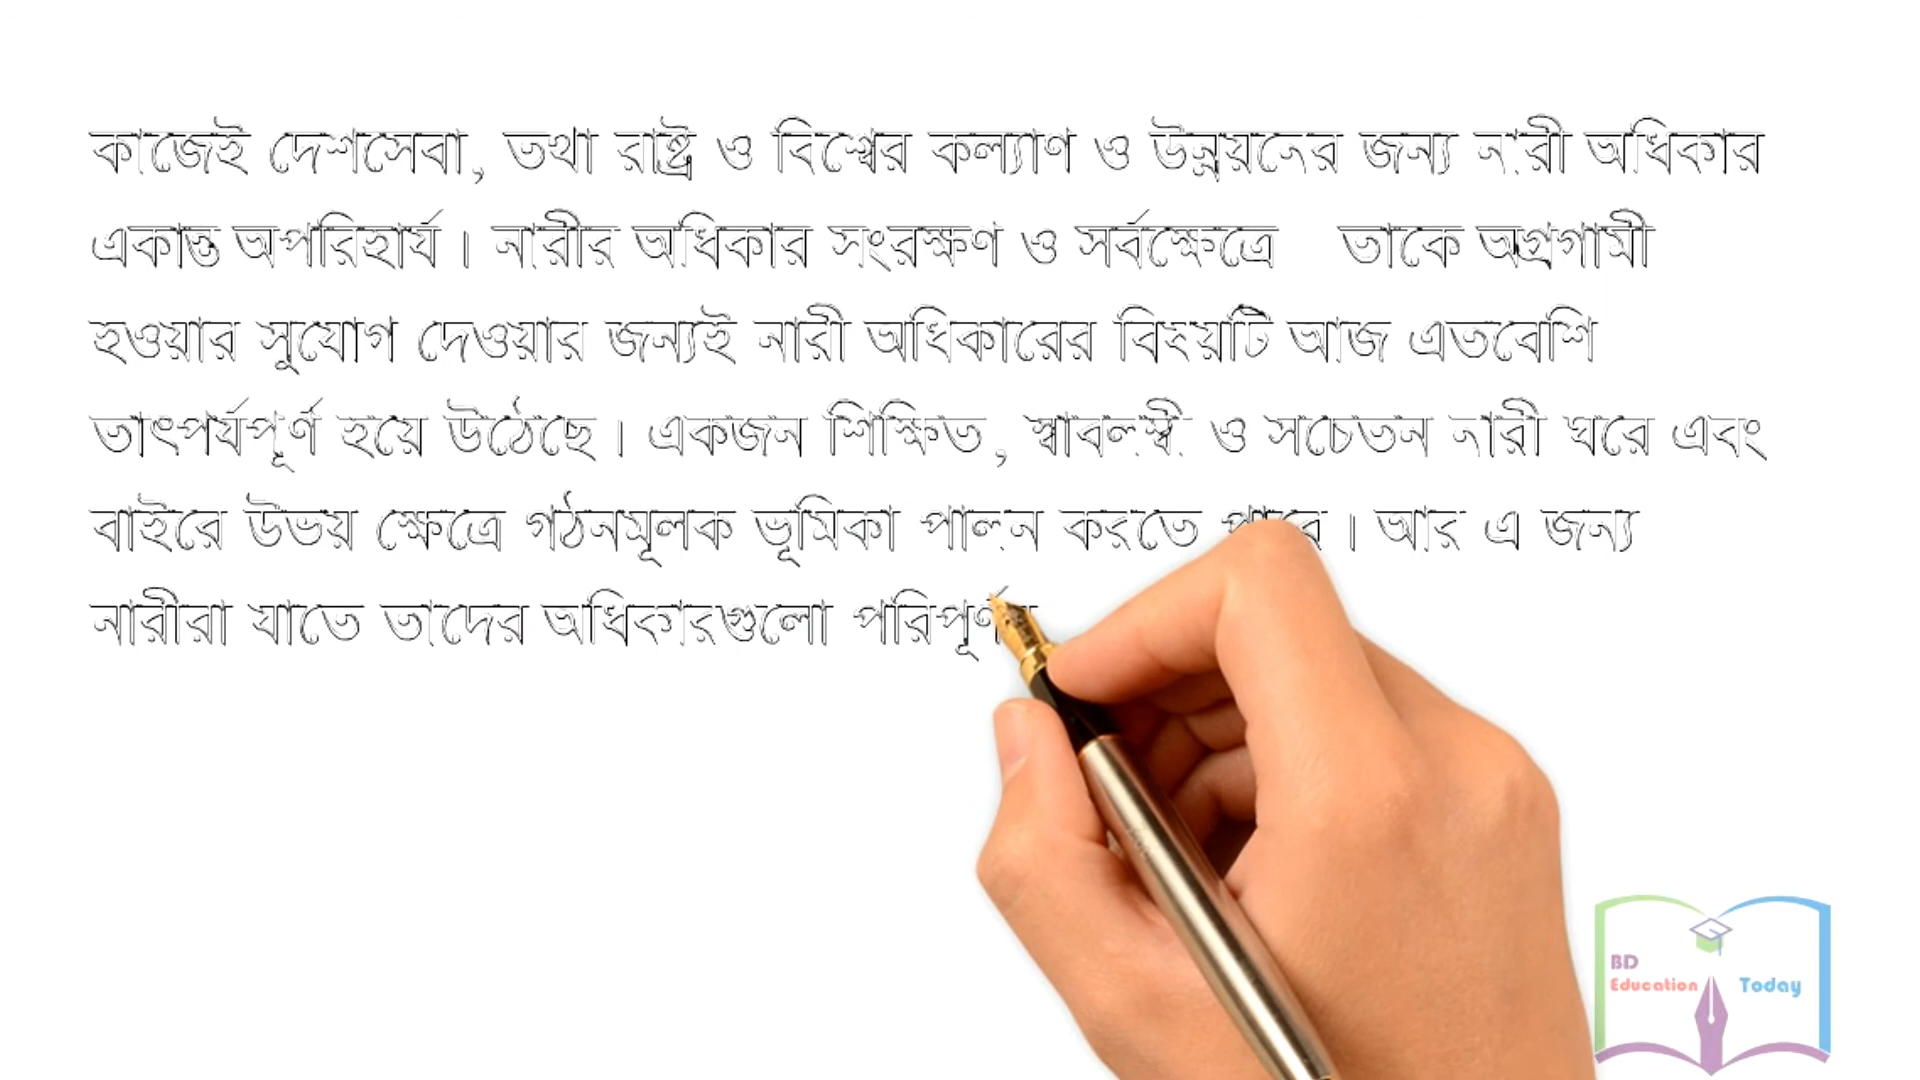 কাজেই দেশসেবা, তথা রাষ্ট্র ও বিশ্বের কল্যাণ ও উন্নয়নের জন্য নারী অধিকার
একান্ত অপরিহার্য। নারীর অধিকার সংরক্ষণ ও সর্বক্ষেত্রে তাকে অগ্রগামী
হওয়ার সুযোগ দেওয়ার জন্যই নারী অধিকারের বিষয়টি আজ এতবেশি
তাৎপর্যপূর্ণ হয়ে উঠেছে। একজন শিক্ষিত, স্বাবলম্বী ও সচেতন নারী ঘরে এবং
বাইরে উভয় ক্ষেত্রে গঠনমূলক ভূমিকা পালন করতে পারে। আর এ জন্য
নারীরা যাতে তাদের অধিকারগুলো
BD
Education Today